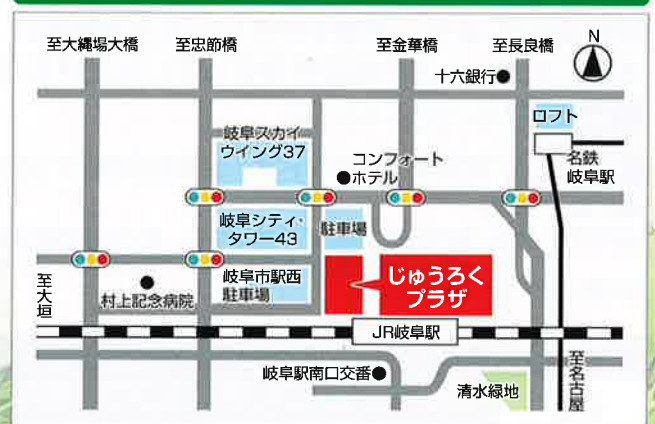 至大縄場大橋
至忠節橋
至金華橋
至長良橋
N
十六銀行
ロフト
岐阜スカイ
ウイング37
コンフォート
ホテル
名鉄
岐阜駅
岐阜シティ・
タワー43
駐車場
至大垣
村上記念病院
岐阜市駅西
駐車場
じゅうろく
プラザ
JR岐阜駅
岐阜駅南口交番
清水緑地
至名古屋